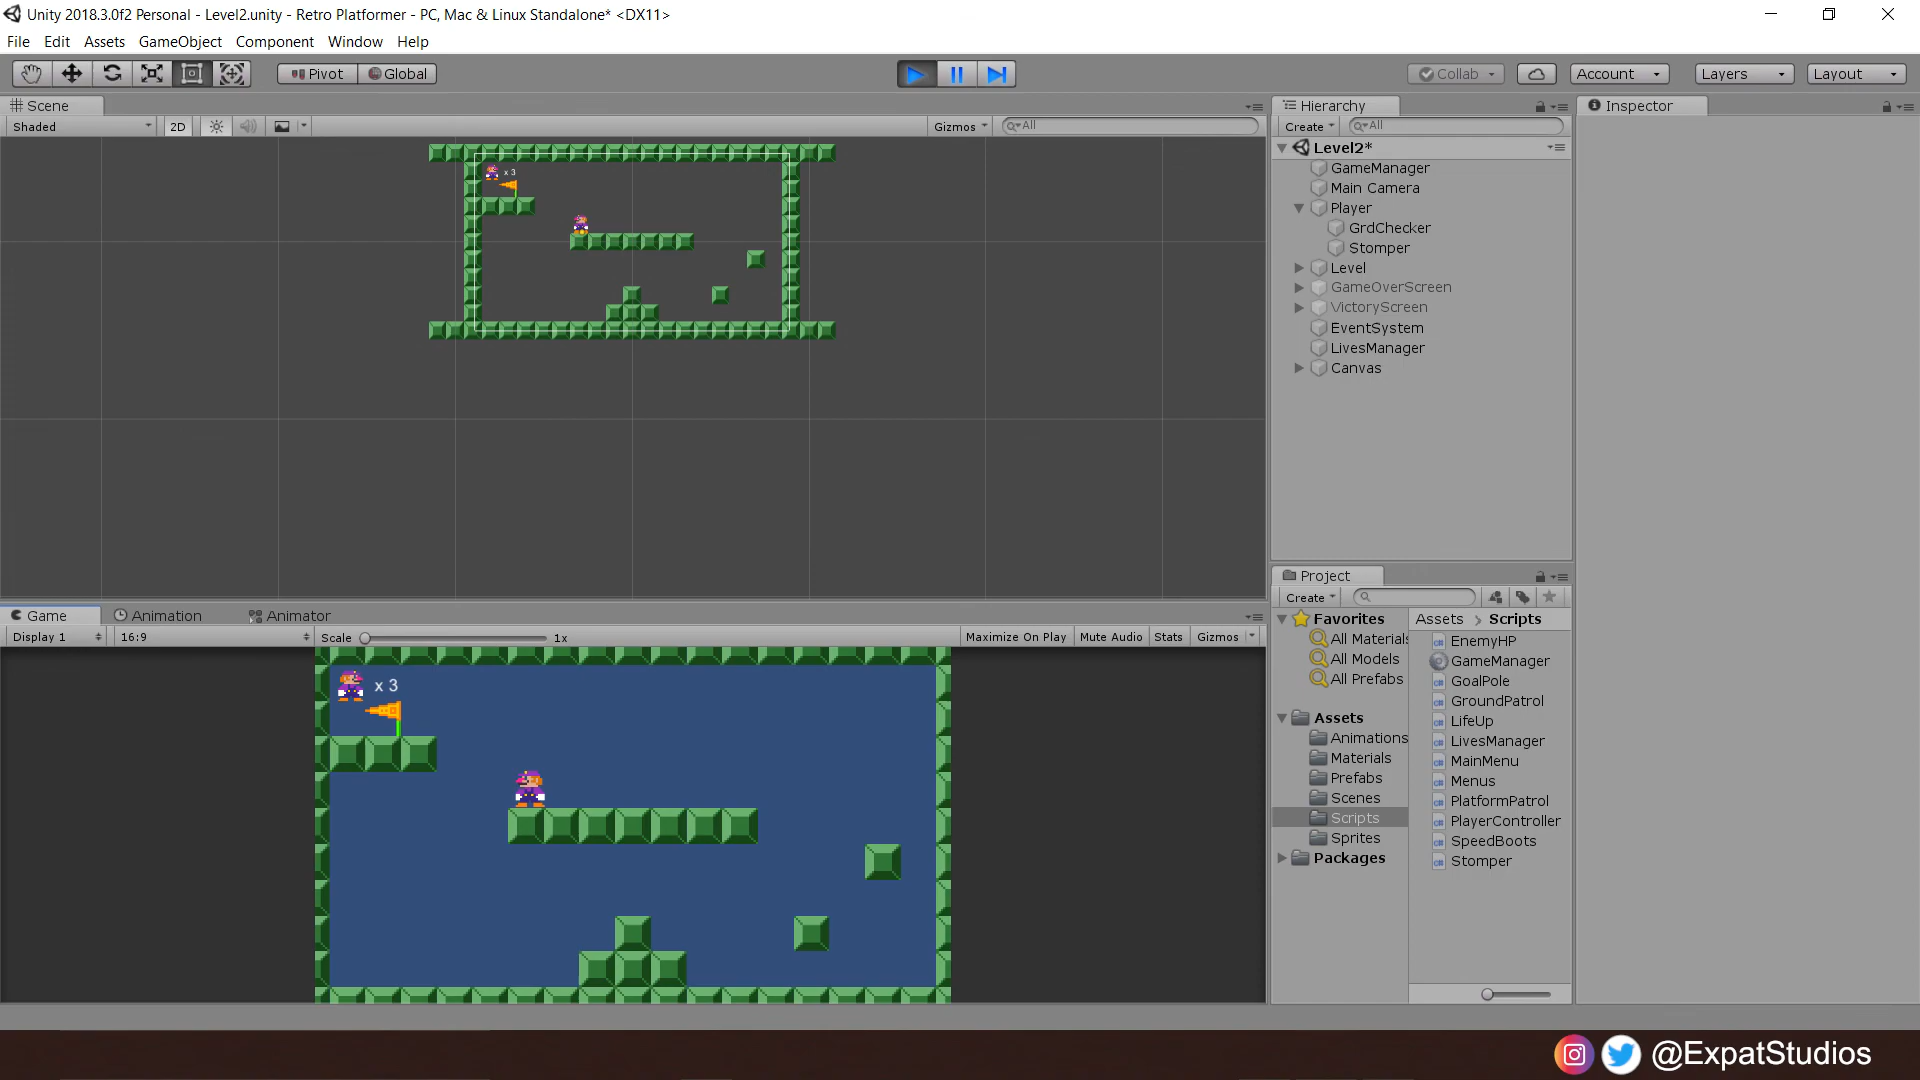 Unity 2018.3.0f2 Personal - Level2.unity - Retro Platformer - PC, Mac & Linux Standalone* <DX11>
File Edit Assets GameObject Component Window Help
Pivot Global Collab Account Layers Layout
Scene Hierarchy Inspector
Shaded 2D Gizmos All Create All
Level2*
GameManager
x 3
Main Camera
Player
GrdChecker
Stomper
Level
GameOverScreen
VictoryScreen
EventSystem
LivesManager
Canvas
Project
Create
Game Animation Animator
Display 1 16:9 Scale 1x Maximize On Play Mute Audio Stats Gizmos
x 3
Favorites
All Materials
All Models
All Prefabs
Assets
Animations
Materials
Prefabs
Scenes
Scripts
Sprites
Packages
Assets Scripts
EnemyHP
GameManager
GoalPole
GroundPatrol
LifeUp
LivesManager
MainMenu
Menus
PlatformPatrol
PlayerController
SpeedBoots
Stomper
@ExpatStudios